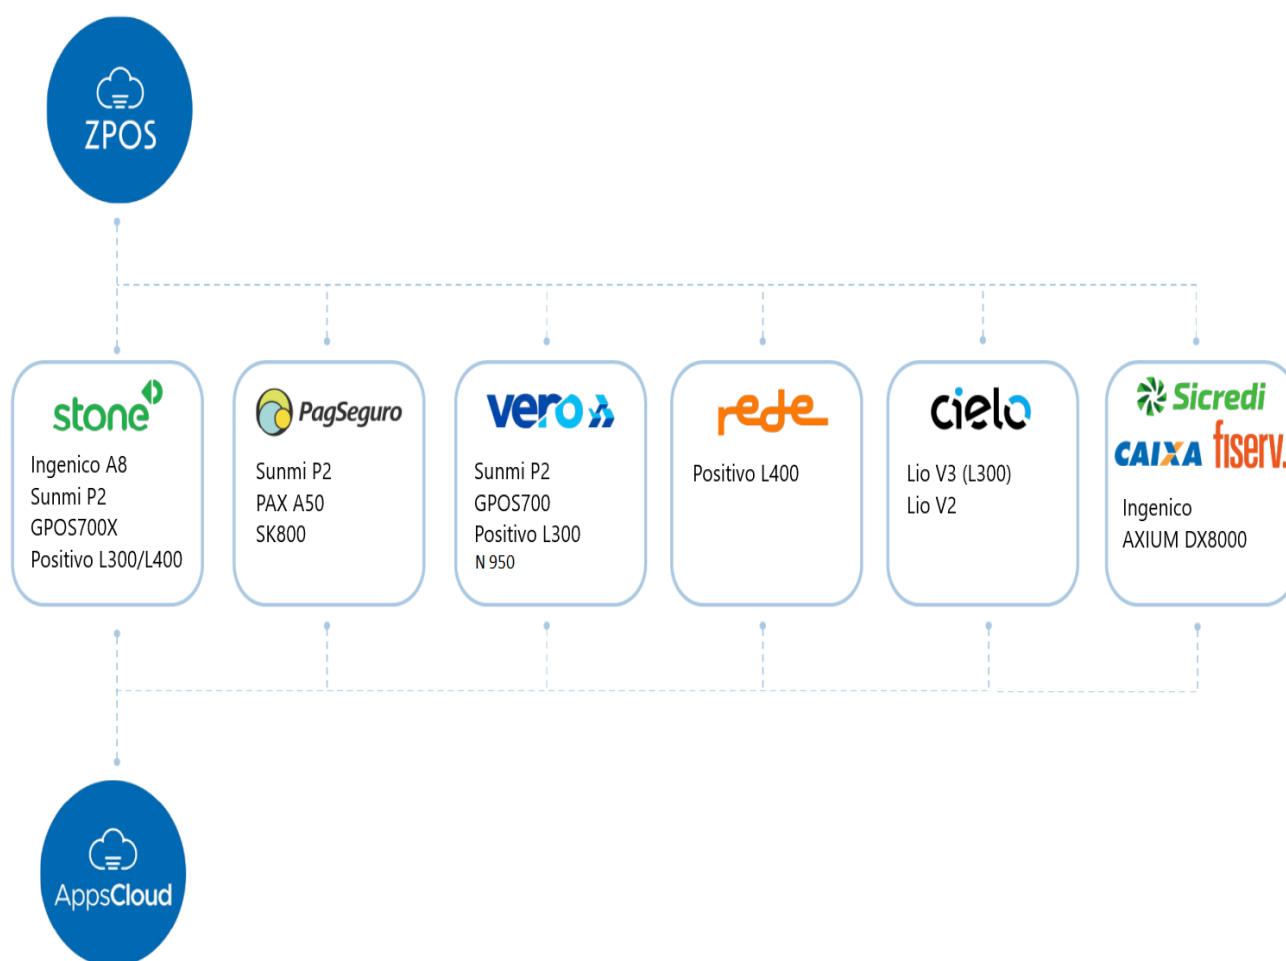 ZPOS
stone
Ingenico A8
Sunmi P2
GPOS700X
Positivo L300/L400
PagSeguro
Sunmi P2
PAX A50
SK800
vero
Sunmi P2
GPOS700
Positivo L300
N 950
rede
Positivo L400
cielo
Lio V3 (L300)
Lio V2
Sicredi
CAIXA fiserv.
Ingenico
AXIUM DX8000
AppsCloud